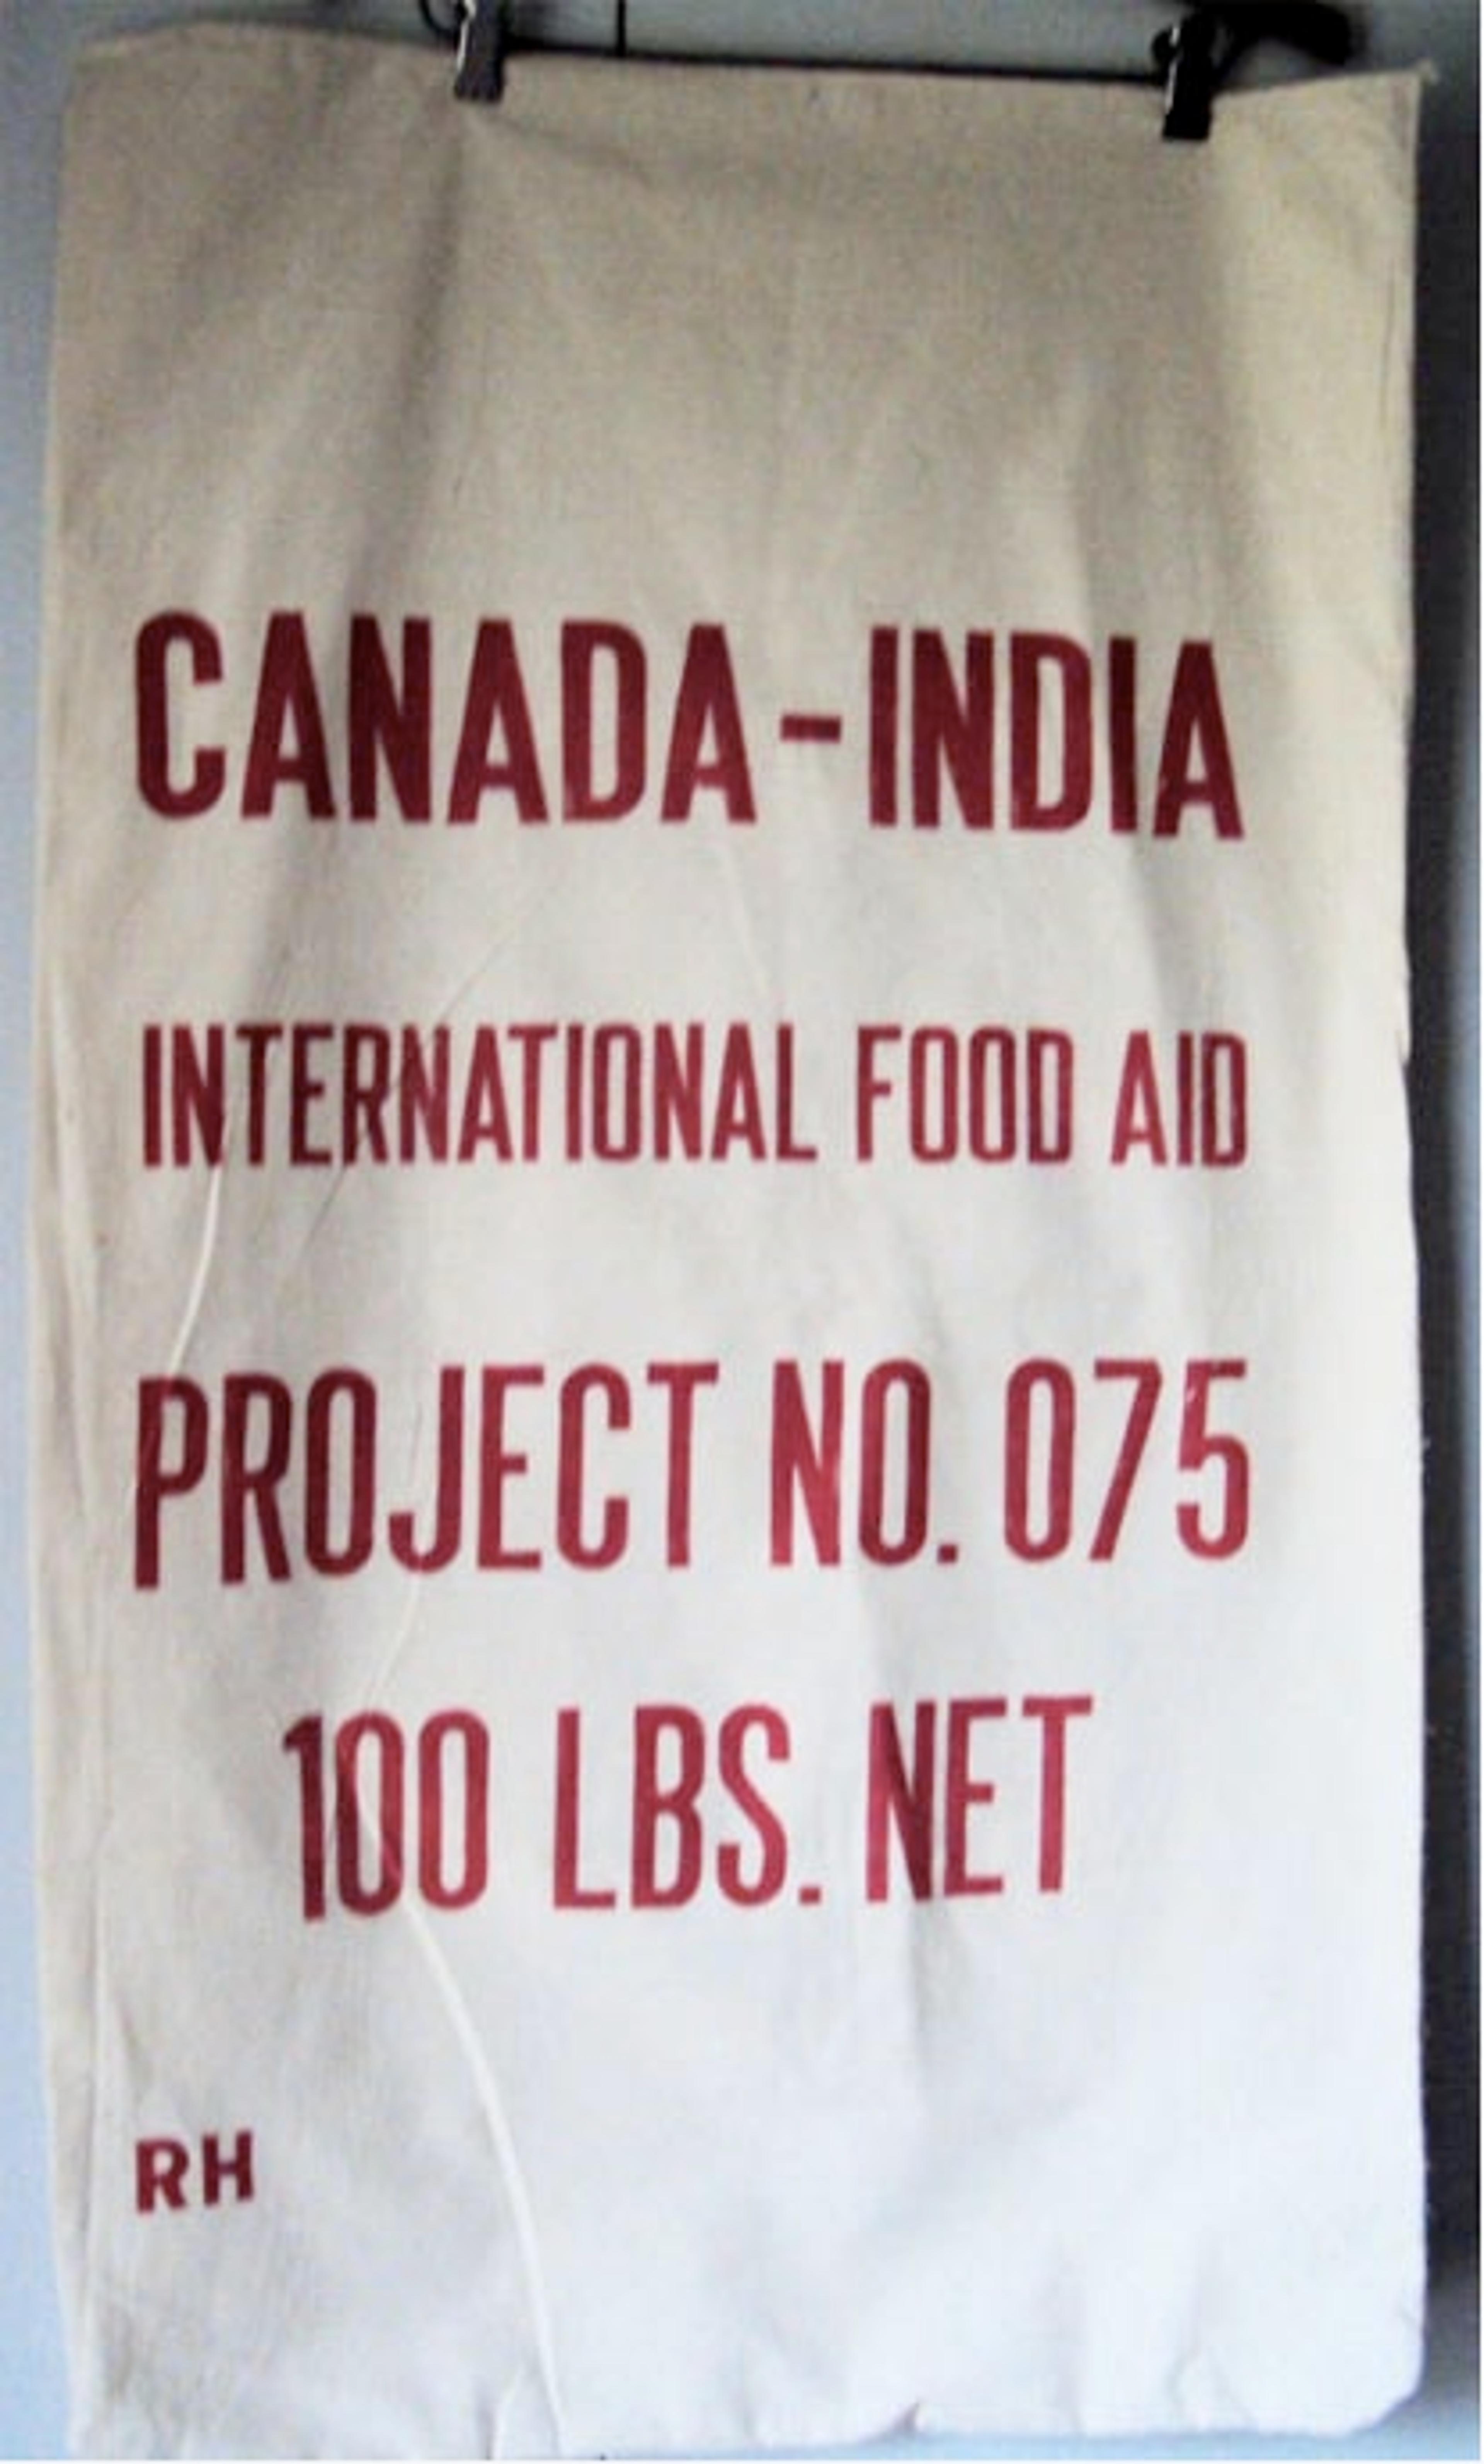 CANADA-INDIA
INTERNATIONAL FOOD AID
PROJECT NO. 075
100 LBS. NET
RH